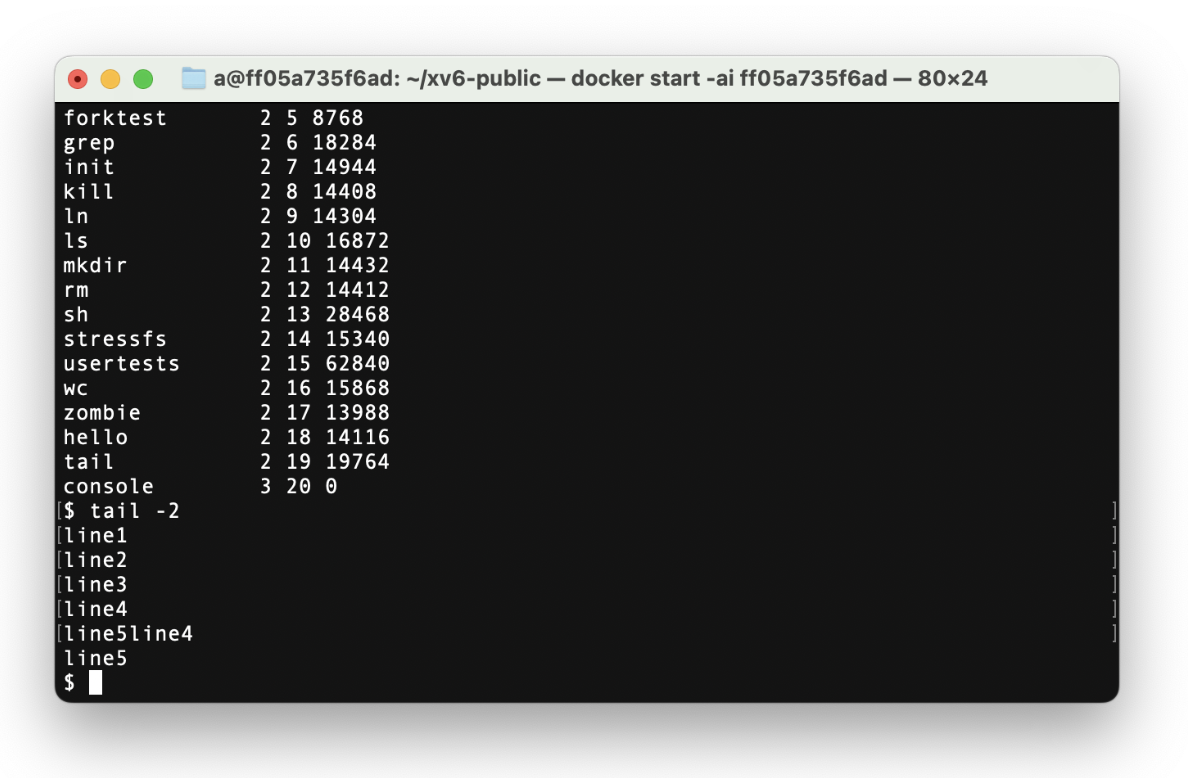 a@ff05a735f6ad: ~/xv6-public — docker start -ai ff05a735f6ad — 80×24
forktest       2 5 8768
grep           2 6 18284
init           2 7 14944
kill           2 8 14408
ln             2 9 14304
ls             2 10 16872
mkdir          2 11 14432
rm             2 12 14412
sh             2 13 28468
stressfs       2 14 15340
usertests      2 15 62840
wc             2 16 15868
zombie         2 17 13988
hello          2 18 14116
tail           2 19 19764
console        3 20 0
[$ tail -2 ]
[line1 ]
[line2 ]
[line3 ]
[line4 ]
[line5line4 ]
line5
$